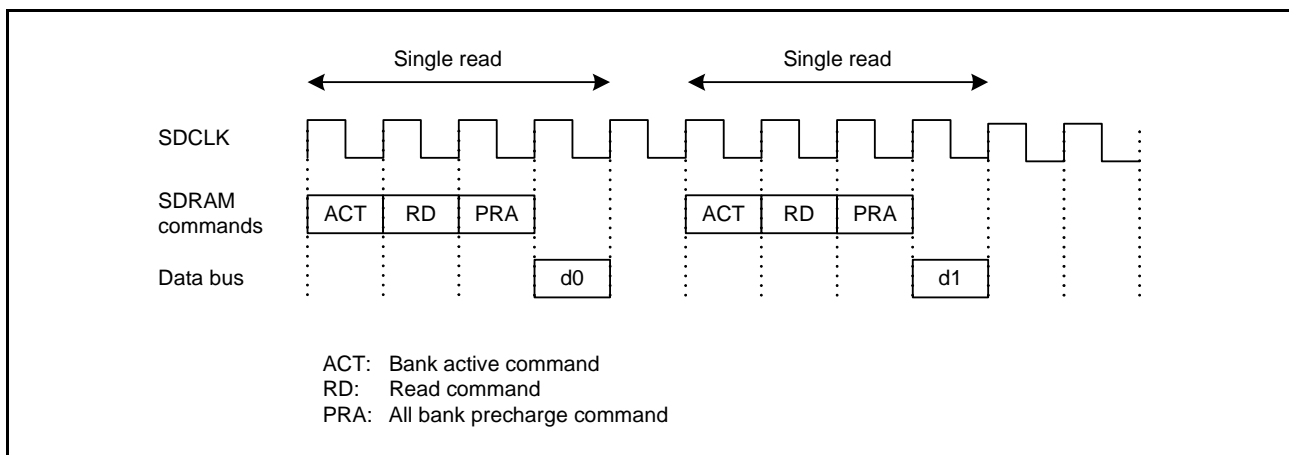 Single read Single read
SDCLK
SDRAM
commands
ACT RD PRA ACT RD PRA
Data bus d0 d1
ACT: Bank active command
RD: Read command
PRA: All bank precharge command